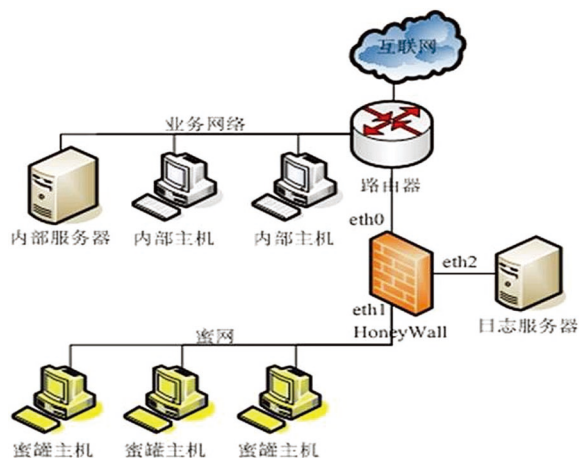 互联网
业务网络
路由器
内部服务器
内部主机
内部主机
eth0
eth2
eth1
HoneyWall
日志服务器
蜜网
蜜罐主机
蜜罐主机
蜜罐主机